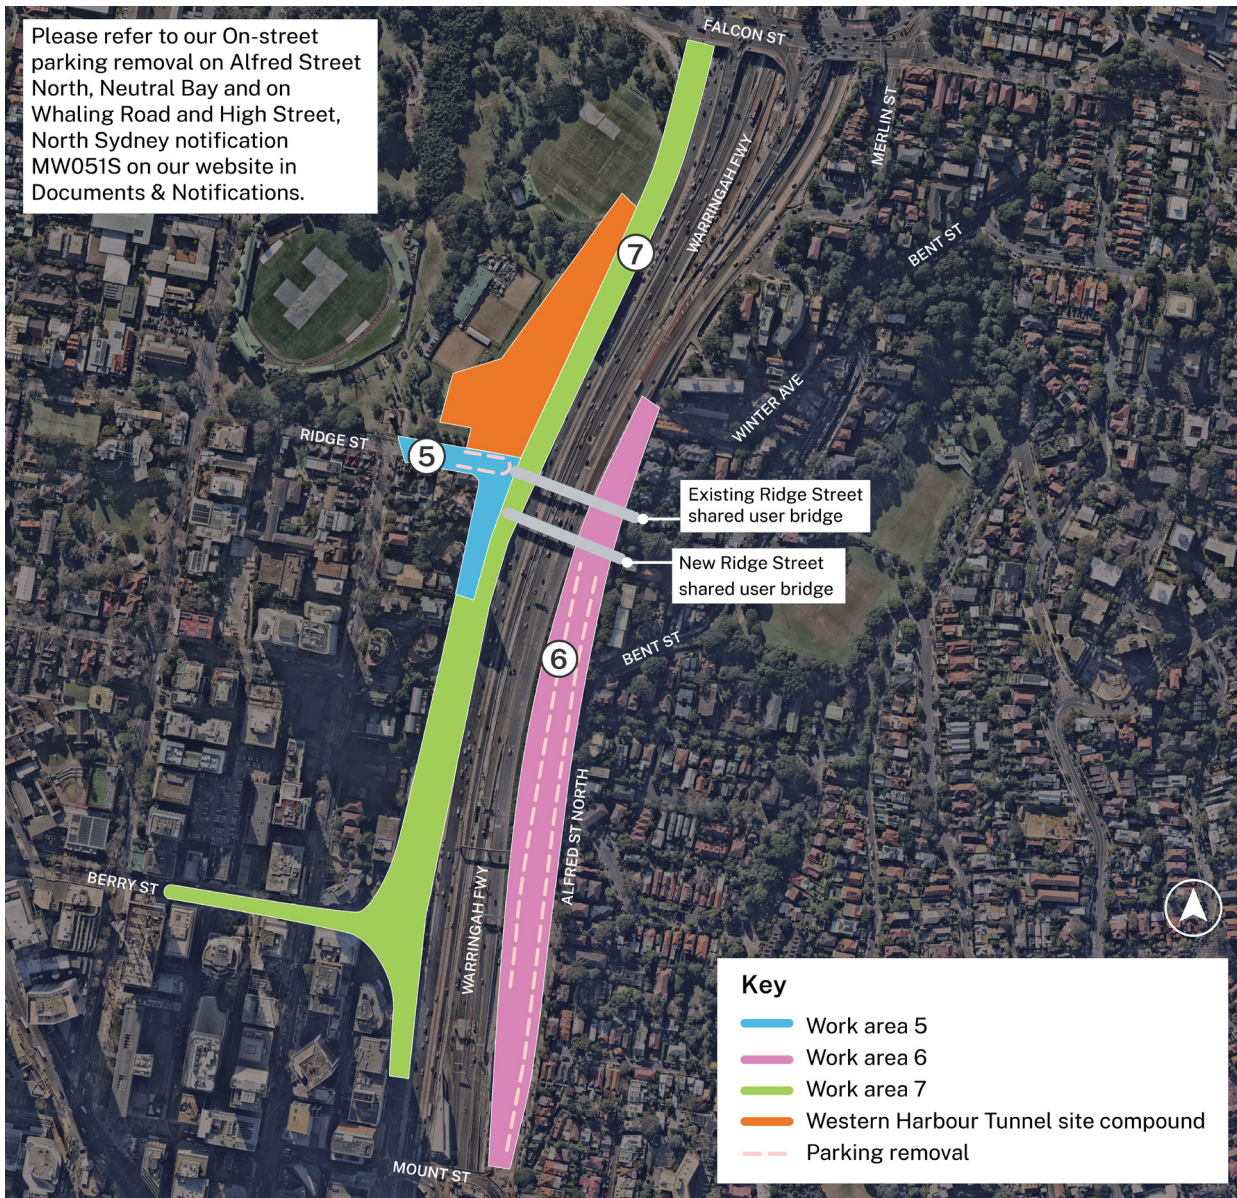 Please refer to our On-street
parking removal on Alfred Street
North, Neutral Bay and on
Whaling Road and High Street,
North Sydney notification
MW051S on our website in
Documents & Notifications.
FALCON ST
MERLIN ST
WARRINGAH FWY
BENT ST
7
WINTER AVE
RIDGE ST
5
Existing Ridge Street
shared user bridge
New Ridge Street
shared user bridge
6
BENT ST
ALFRED ST NORTH
BERRY ST
WARRINGAH FWY
MOUNT ST
Key
Work area 5
Work area 6
Work area 7
Western Harbour Tunnel site compound
Parking removal